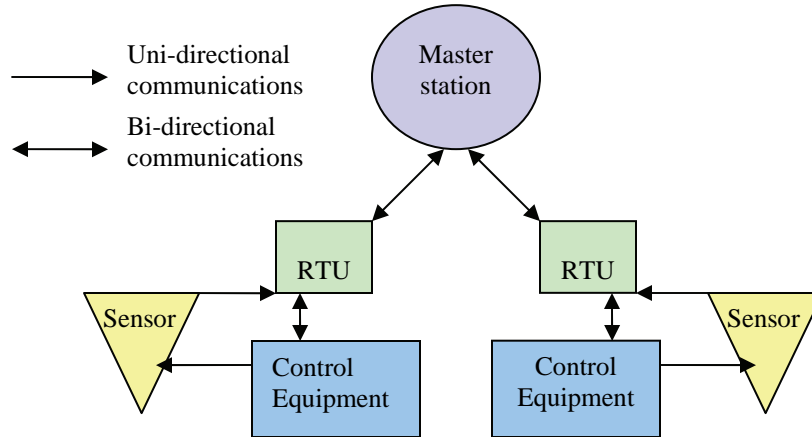 Uni-directional
communications
Bi-directional
communications
Master
station
RTU
RTU
Sensor
Sensor
Control
Equipment
Control
Equipment